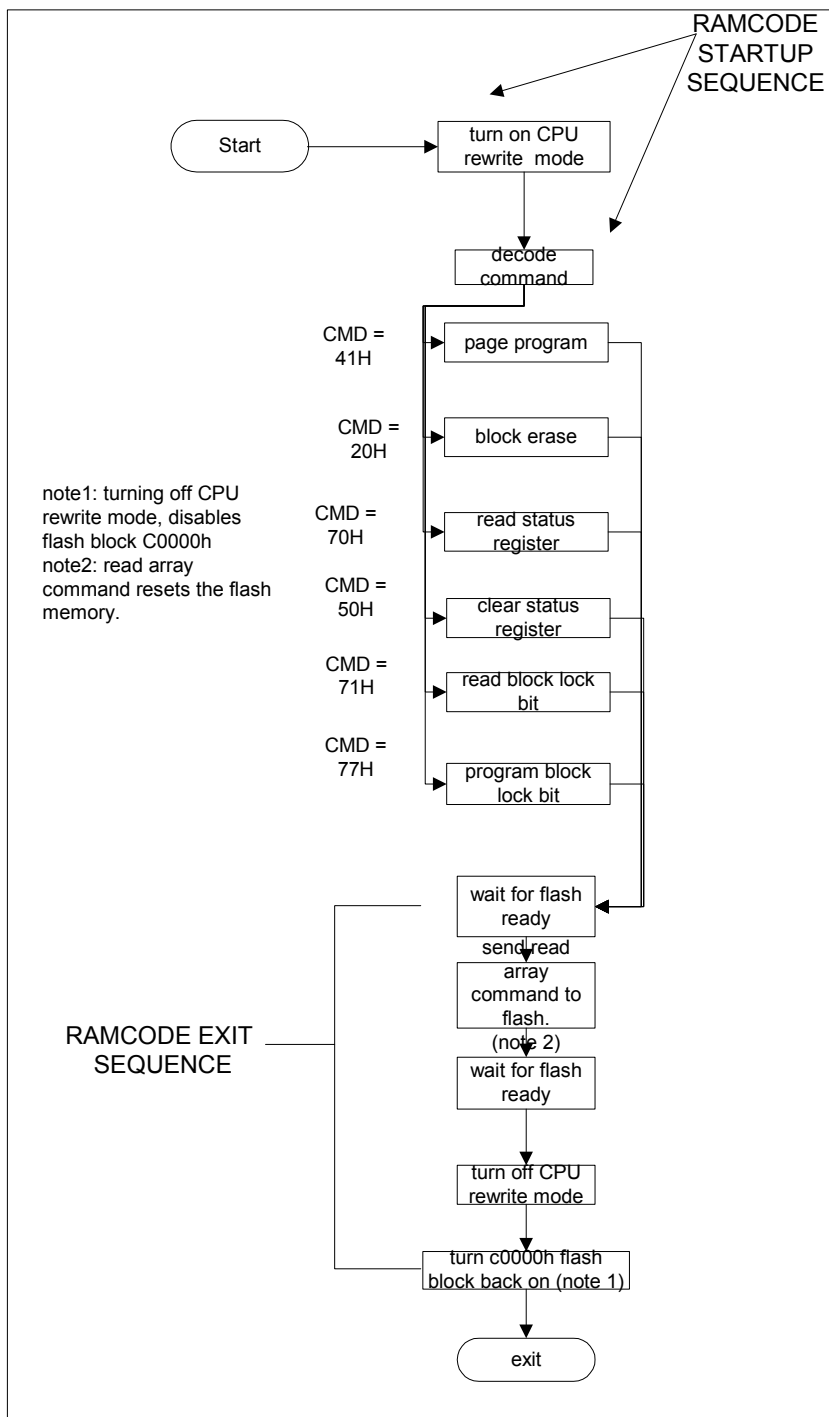 RAMCODE
STARTUP
SEQUENCE
Start
turn on CPU
rewrite mode
decode
command
CMD =
41H
page program
CMD =
20H
block erase
note1: turning off CPU
rewrite mode, disables
flash block C0000h
note2: read array
command resets the flash
memory.
CMD =
70H
read status
register
CMD =
50H
clear status
register
CMD =
71H
read block lock
bit
CMD =
77H
program block
lock bit
wait for flash
ready
send read
array
command to
flash.
(note 2)
RAMCODE EXIT
SEQUENCE
wait for flash
ready
turn off CPU
rewrite mode
turn c0000h flash
block back on (note 1)
exit